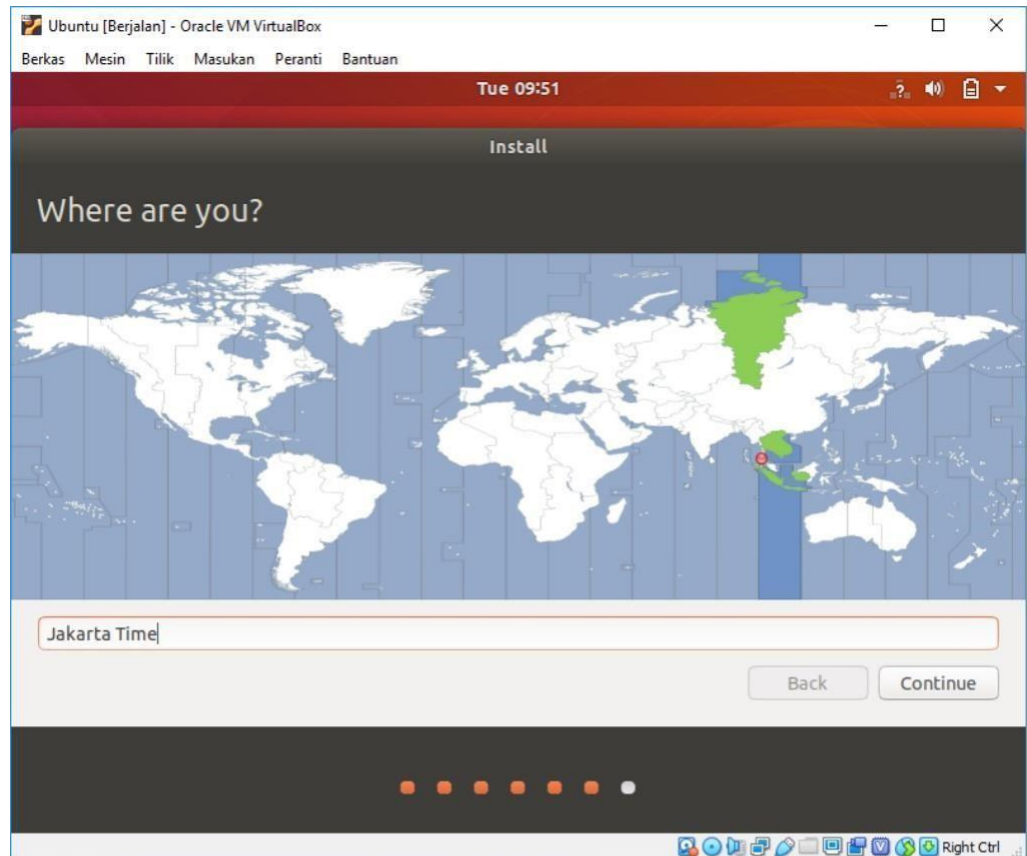 Ubuntu [Berjalan] - Oracle VM VirtualBox
Berkas Mesin Tilik Masukan Peranti Bantuan
Tue 09:51
?
Install
Where are you?
Jakarta Time
Back Continue
Right Ctrl